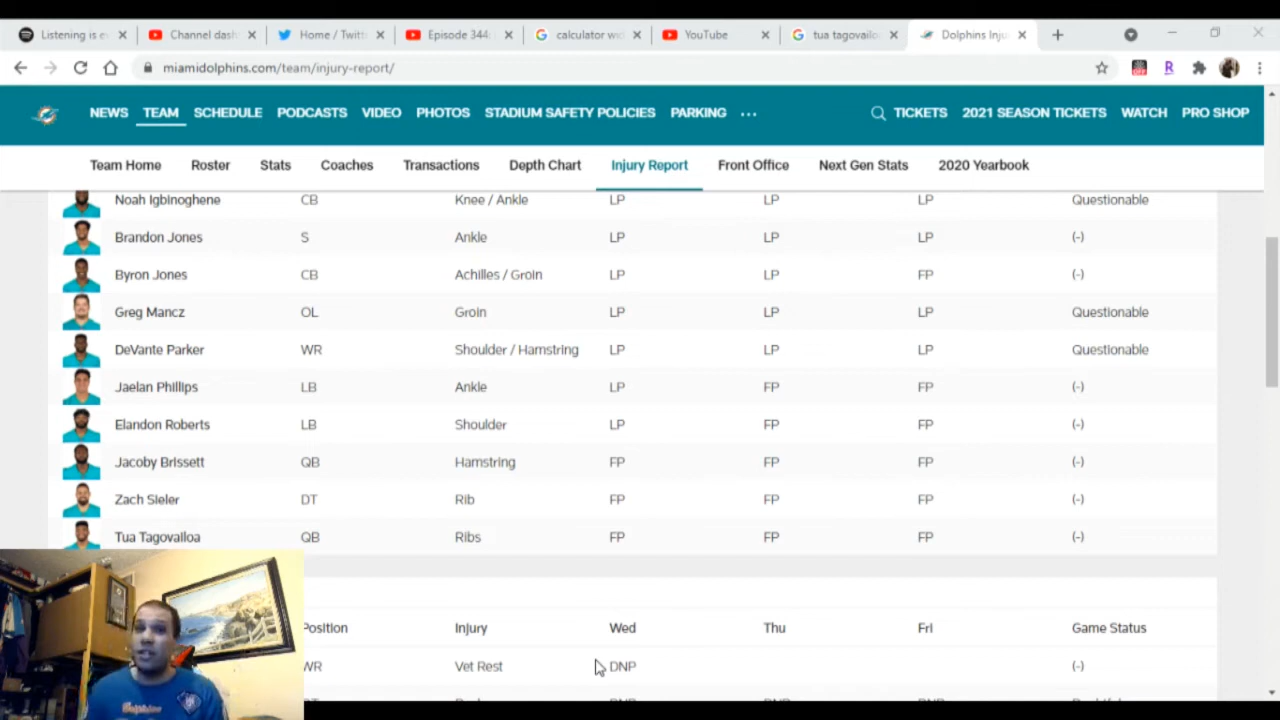 Listening is e
Channel dash
Home / Twitt
Episode 344:
calculator wo
YouTube
tua tagovailo
Dolphins Inju
miamidolphins.com/team/injury-report/
NEWS TEAM SCHEDULE PODCASTS VIDEO PHOTOS STADIUM SAFETY POLICIES PARKING ... TICKETS 2021 SEASON TICKETS WATCH PRO SHOP
Team Home Roster Stats Coaches Transactions Depth Chart Injury Report Front Office Next Gen Stats 2020 Yearbook
Noah Igbinoghene CB Knee / Ankle LP LP LP Questionable
Brandon Jones S Ankle LP LP LP (-)
Byron Jones CB Achilles / Groin LP LP FP (-)
Greg Mancz OL Groin LP LP LP Questionable
DeVante Parker WR Shoulder / Hamstring LP LP LP Questionable
Jaelan Phillips LB Ankle LP FP FP (-)
Elandon Roberts LB Shoulder LP FP FP (-)
Jacoby Brissett QB Hamstring FP FP FP (-)
Zach Sieler DT Rib FP FP FP (-)
Tua Tagovailoa QB Ribs FP FP FP (-)
Position Injury Wed Thu Fri Game Status
WR Vet Rest DNP (-)